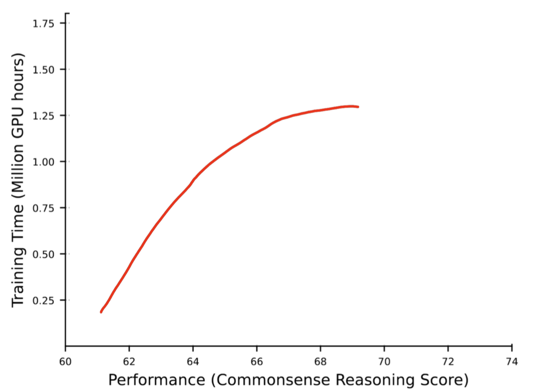 Training Time (Million GPU hours)
1.75
1.50
1.25
1.00
0.75
0.50
0.25
60 62 64 66 68 70 72 74
Performance (Commonsense Reasoning Score)